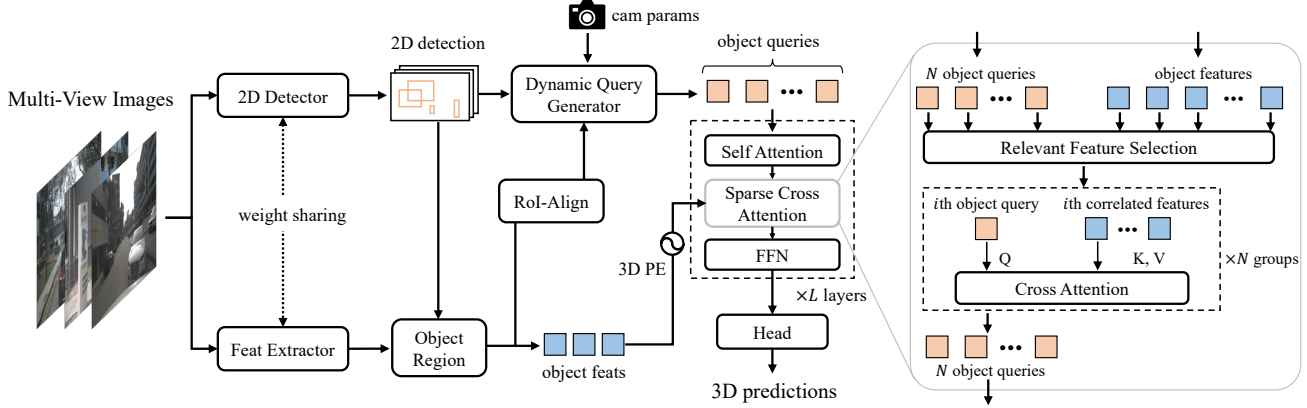 cam params
2D detection
object queries
Multi-View Images
2D Detector
Dynamic Query
Generator
weight sharing
RoI-Align
Self Attention
Sparse Cross
Attention
FFN
3D PE
×L layers
Feat Extractor
Object
Region
object feats
Head
3D predictions
N object queries
object features
Relevant Feature Selection
ith object query
ith correlated features
Q
K, V
×N groups
Cross Attention
N object queries